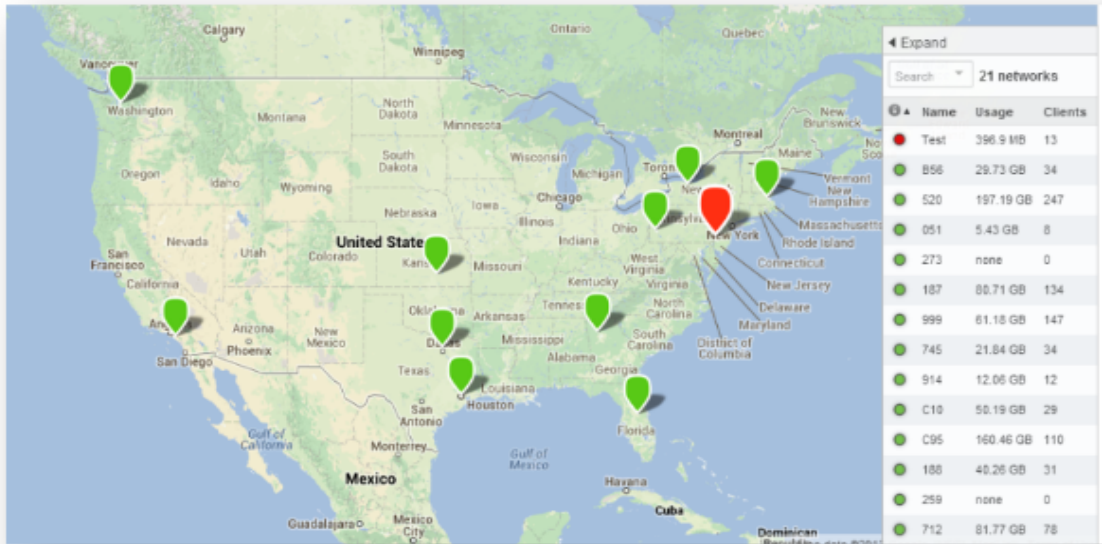 Calgary
Ontario
Quebec
Winnipeg
Vancouver
Washington
North
Dakota
Montana
Minnesota
Montreal
New
Brunswick
Maine
South
Dakota
Wisconsin
Michigan
Toron
Vermont
New
Hampshire
Oregon
Idaho
Wyoming
Chicago
Iowa
Nebraska
Illinois
Ohio
New York
Massachusetts
Rhode Island
Connecticut
Nevada
Utah
Colorado
United State
Kan
Missouri
Indiana
West
Virginia
Kentucky
Virginia
New Jersey
Delaware
Maryland
District of
Columbia
San
Francisco
California
Arizona
Phoenix
New
Mexico
San Diego
Arkansas
Tennes
North
Carolina
South
Carolina
Mississippi
Alabama
Georgia
Texas
Louisiana
Houston
San
Antonio
Florida
Gulf of
California
Monterrey
Gulf of
Mexico
Mexico
Havana
Cuba
Guadalajara
Mexico
City
Dominican
Expand
Search 21 networks
Name Usage Clients
Test 396.9 MB 13
B56 29.73 GB 34
520 197.19 GB 247
051 5.43 GB 8
273 none 0
187 80.71 GB 134
999 61.18 GB 147
745 21.84 GB 34
914 12.06 GB 12
C10 50.19 GB 29
C95 160.46 GB 110
188 40.26 GB 31
259 none 0
712 81.77 GB 78